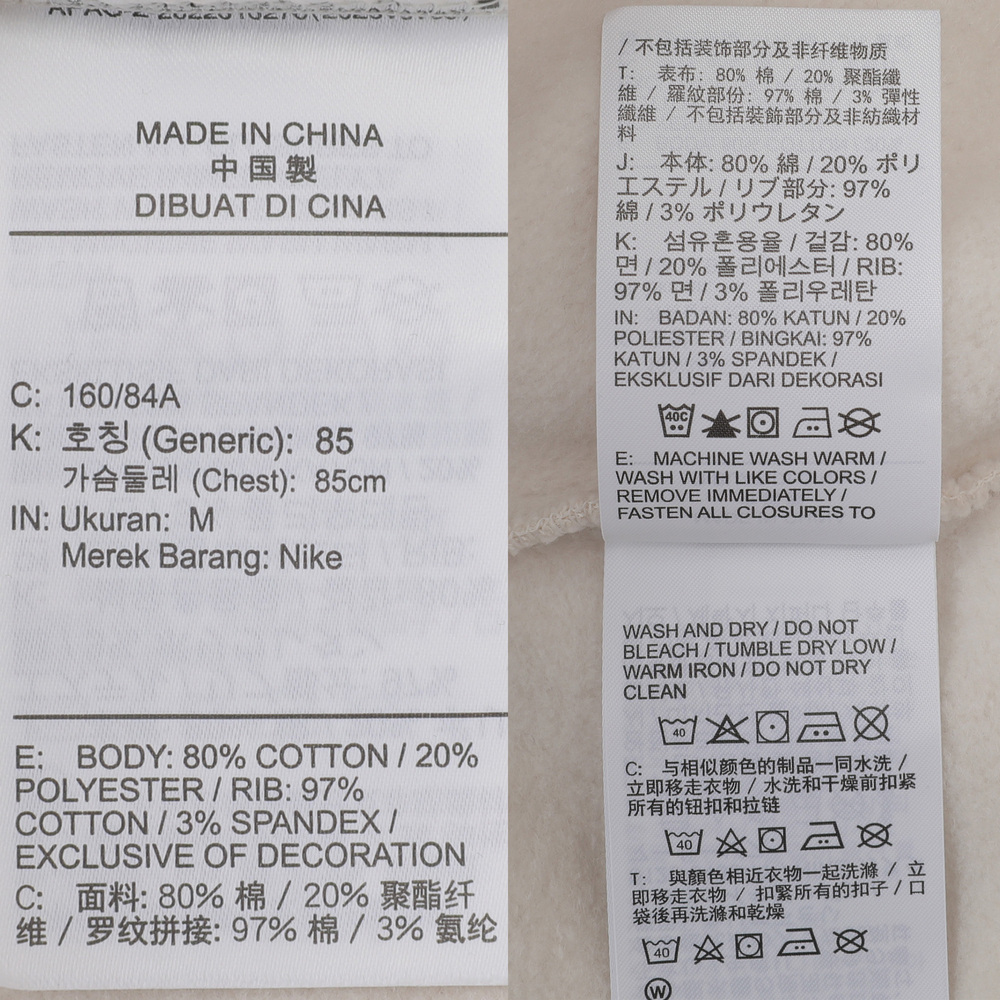 MADE IN CHINA
中国製
DIBUAT DI CINA
C: 160/84A
K: 호칭 (Generic): 85
가슴둘레 (Chest): 85cm
IN: Ukuran: M
Merek Barang: Nike
E: BODY: 80% COTTON / 20%
POLYESTER / RIB: 97%
COTTON / 3% SPANDEX /
EXCLUSIVE OF DECORATION
C: 面料: 80% 棉 / 20% 聚酯纤
维 / 罗纹拼接: 97% 棉 / 3% 氨纶
/ 不包括装饰部分及非纤维物质
T: 表布: 80% 棉 / 20% 聚酯纖
維 / 羅紋部份: 97% 棉 / 3% 彈性
纖維 / 不包括裝飾部分及非紡織材
料
J: 本体: 80% 綿 / 20% ポリ
エステル / リブ部分: 97%
綿 / 3% ポリウレタン
K: 섬유혼용율 / 겉감: 80%
면 / 20% 폴리에스터 / RIB:
97% 면 / 3% 폴리우레탄
IN: BADAN: 80% KATUN / 20%
POLIESTER / BINGKAI: 97%
KATUN / 3% SPANDEK /
EKSKLUSIF DARI DEKORASI
40C
E: MACHINE WASH WARM /
WASH WITH LIKE COLORS /
REMOVE IMMEDIATELY /
FASTEN ALL CLOSURES TO
WASH AND DRY / DO NOT
BLEACH / TUMBLE DRY LOW /
WARM IRON / DO NOT DRY
CLEAN
40
C: 与相似颜色的制品一同水洗 /
立即移走衣物 / 水洗和干燥前扣紧
所有的钮扣和拉链
40
T: 與顏色相近衣物一起洗滌 / 立
即移走衣物 / 扣紧所有的扣子 / 口
袋後再洗滌和乾燥
40
W